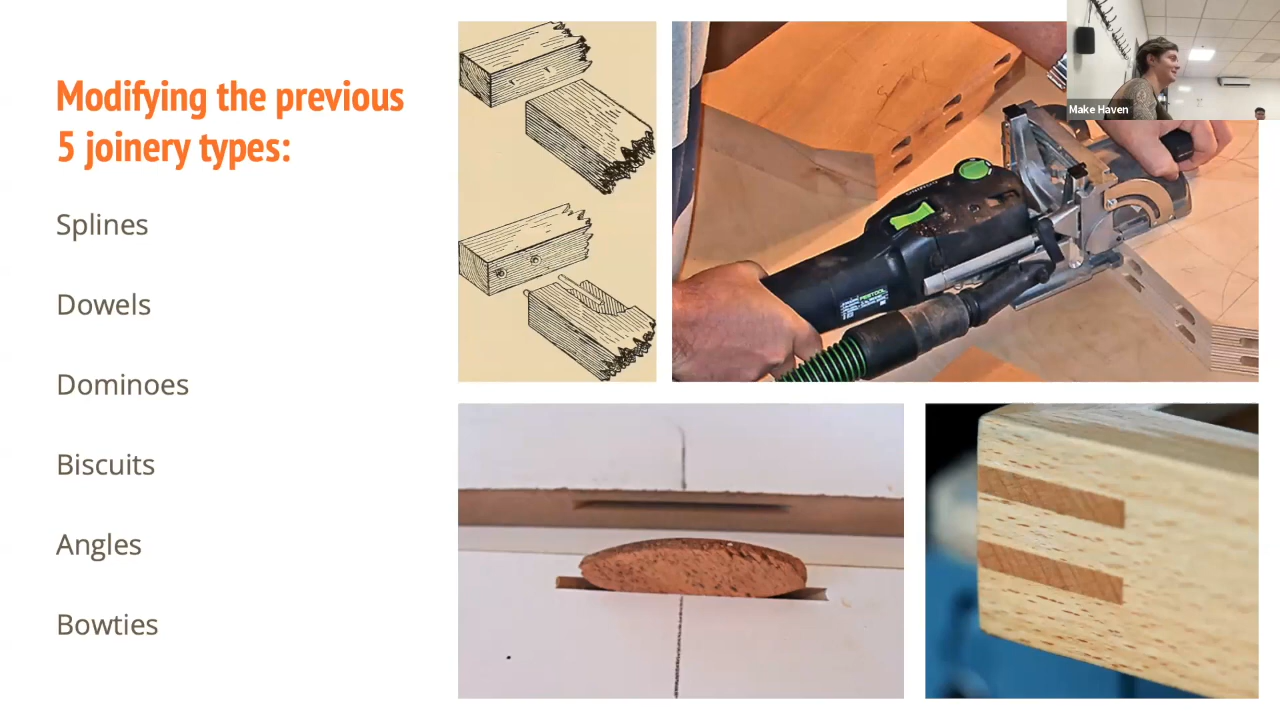 Modifying the previous
5 joinery types:
Splines
Dowels
Dominoes
Biscuits
Angles
Bowties
Make Haven
FESTOOL